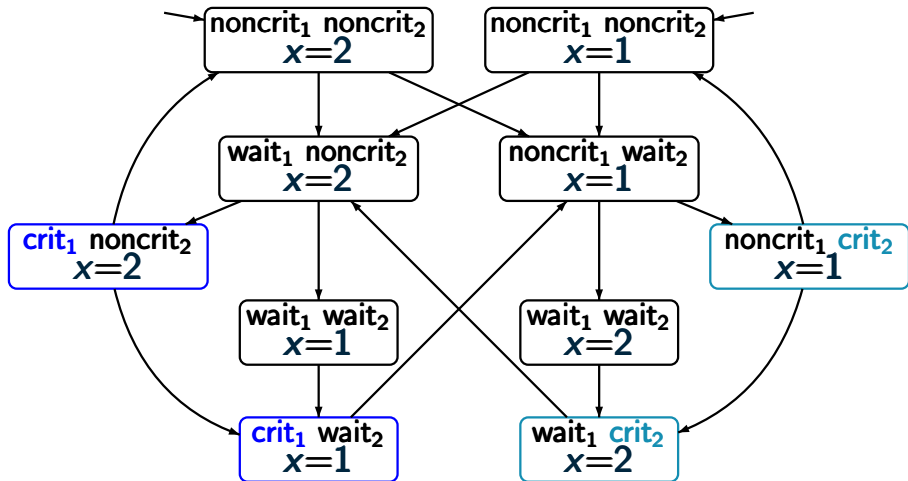 noncrit₁ noncrit₂
x=2
noncrit₁ noncrit₂
x=1
wait₁ noncrit₂
x=2
noncrit₁ wait₂
x=1
crit₁ noncrit₂
x=2
noncrit₁ crit₂
x=1
wait₁ wait₂
x=1
wait₁ wait₂
x=2
crit₁ wait₂
x=1
wait₁ crit₂
x=2